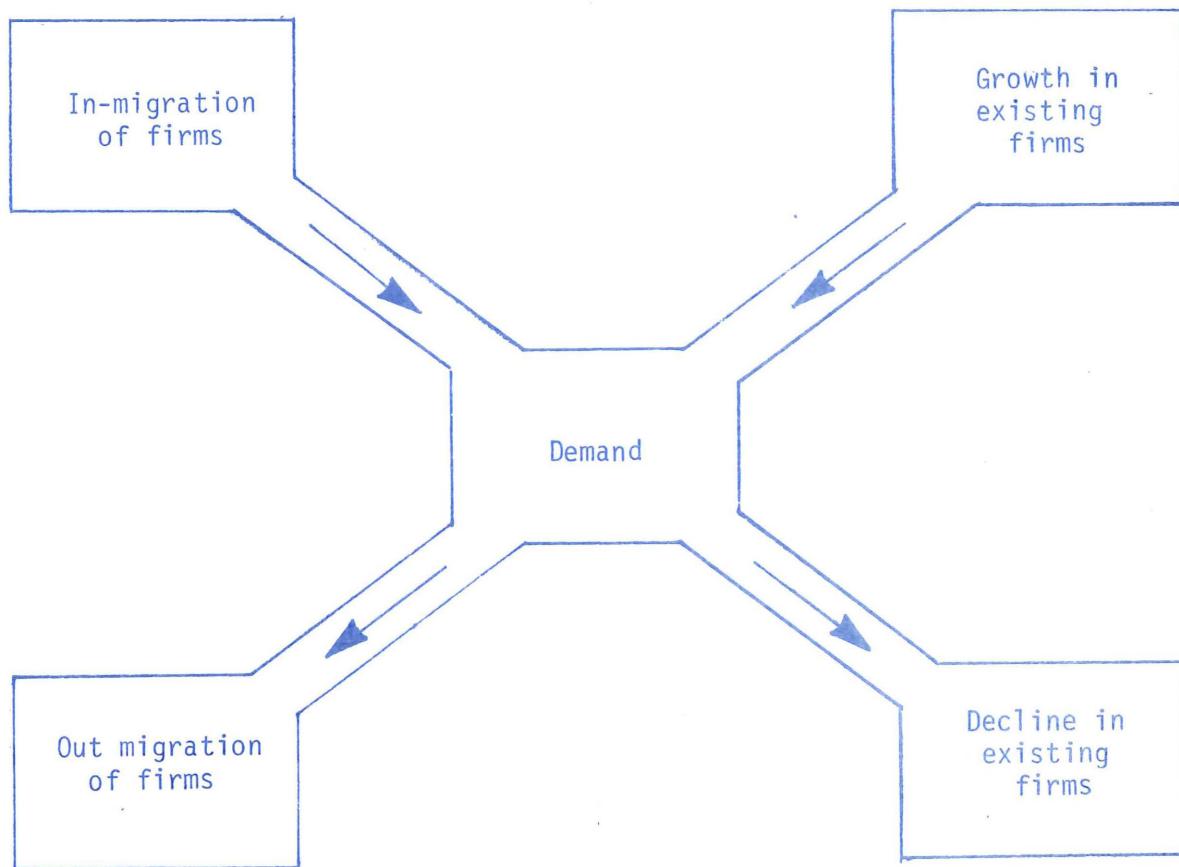 In-migration
of firms
Growth in
existing
firms
Demand
Out migration
of firms
Decline in
existing
firms